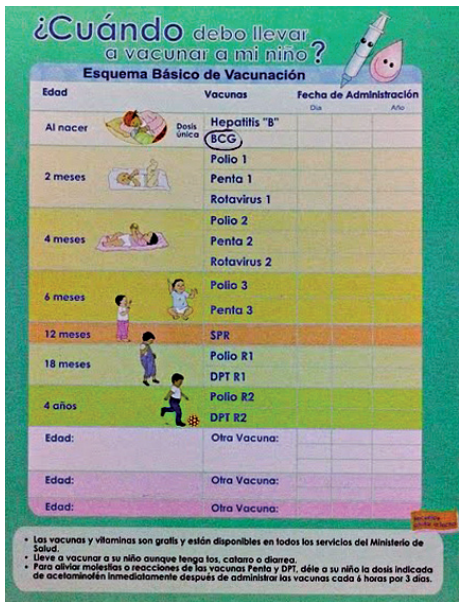 ¿Cuándo debo llevar
a vacunar a mi niño?
Esquema Básico de Vacunación
Edad Vacunas Fecha de Administración
Día Año
Al nacer Dosis única Hepatitis "B"
BCG
2 meses Polio 1
Penta 1
Rotavirus 1
4 meses Polio 2
Penta 2
Rotavirus 2
6 meses Polio 3
Penta 3
12 meses SPR
18 meses Polio R1
DPT R1
4 años Polio R2
DPT R2
Edad: Otra Vacuna:
Edad: Otra Vacuna:
Edad: Otra Vacuna:
• Las vacunas y vitaminas son gratis y están disponibles en todos los servicios del Ministerio de
Salud.
• Lleve a vacunar a su niño aunque tenga tos, catarro o diarrea.
• Para aliviar molestias o reacciones de las vacunas Penta y DPT, déle a su niño la dosis indicada
de acetaminofén inmediatamente después de administrar las vacunas cada 6 horas por 3 días.